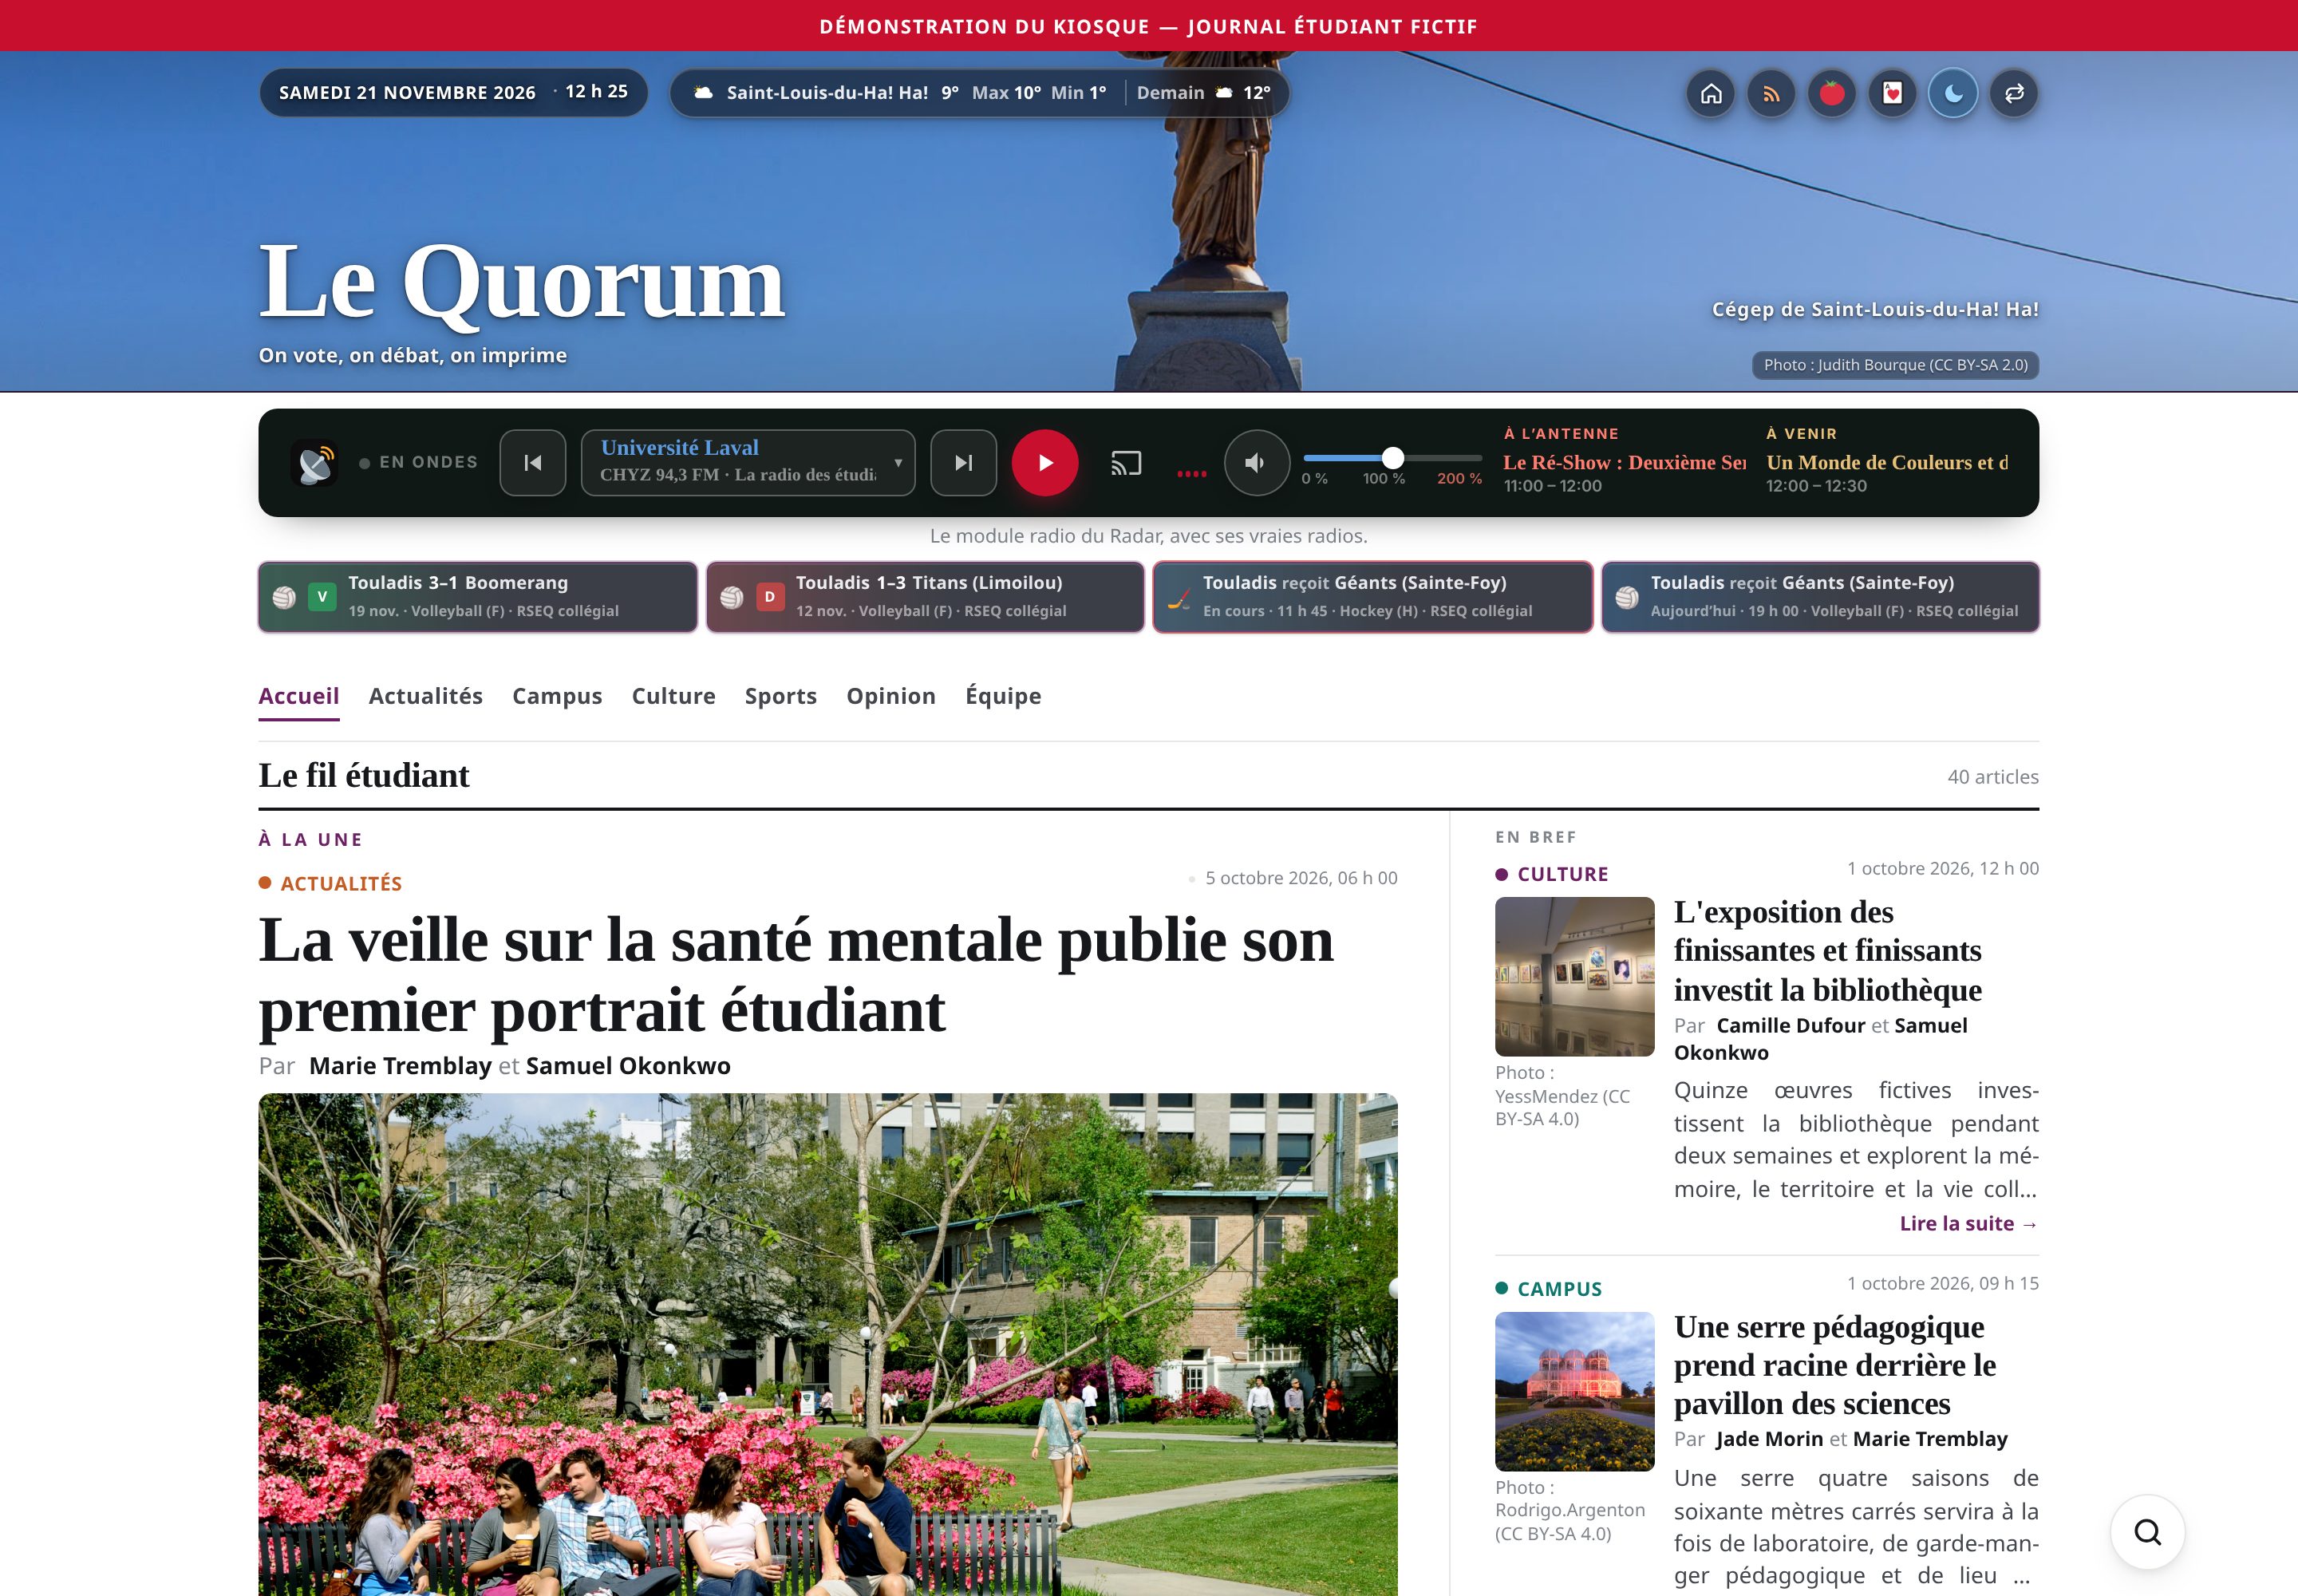 DÉMONSTRATION DU KIOSQUE — JOURNAL ÉTUDIANT FICTIF
SAMEDI 21 NOVEMBRE 2026 · 12 h 25
Saint-Louis-du-Ha! Ha! 9° Max 10° Min 1° Demain 12°
Le Quorum
On vote, on débat, on imprime
Cégep de Saint-Louis-du-Ha! Ha!
Photo : Judith Bourque (CC BY-SA 2.0)
EN ONDES
Université Laval
CHYZ 94,3 FM · La radio des étudi
0 % 100 % 200 %
À L'ANTENNE
Le Ré-Show : Deuxième Ser
11:00 – 12:00
À VENIR
Un Monde de Couleurs et d
12:00 – 12:30
Le module radio du Radar, avec ses vraies radios.
V
Touladis 3–1 Boomerang
19 nov. · Volleyball (F) · RSEQ collégial
D
Touladis 1–3 Titans (Limoilou)
12 nov. · Volleyball (F) · RSEQ collégial
Touladis reçoit Géants (Sainte-Foy)
En cours · 11 h 45 · Hockey (H) · RSEQ collégial
Touladis reçoit Géants (Sainte-Foy)
Aujourd'hui · 19 h 00 · Volleyball (F) · RSEQ collégial
Accueil Actualités Campus Culture Sports Opinion Équipe
Le fil étudiant
40 articles
À LA UNE
ACTUALITÉS
5 octobre 2026, 06 h 00
La veille sur la santé mentale publie son
premier portrait étudiant
Par Marie Tremblay et Samuel Okonkwo
EN BREF
CULTURE
1 octobre 2026, 12 h 00
L'exposition des
finissantes et finissants
investit la bibliothèque
Par Camille Dufour et Samuel
Okonkwo
Photo :
YessMendez (CC
BY-SA 4.0)
Quinze œuvres fictives inves-
tissent la bibliothèque pendant
deux semaines et explorent la mé-
moire, le territoire et la vie coll…
Lire la suite →
CAMPUS
1 octobre 2026, 09 h 15
Une serre pédagogique
prend racine derrière le
pavillon des sciences
Par Jade Morin et Marie Tremblay
Photo :
Rodrigo.Argenton
(CC BY-SA 4.0)
Une serre quatre saisons de
soixante mètres carrés servira à la
fois de laboratoire, de garde-man-
ger pédagogique et de lieu …